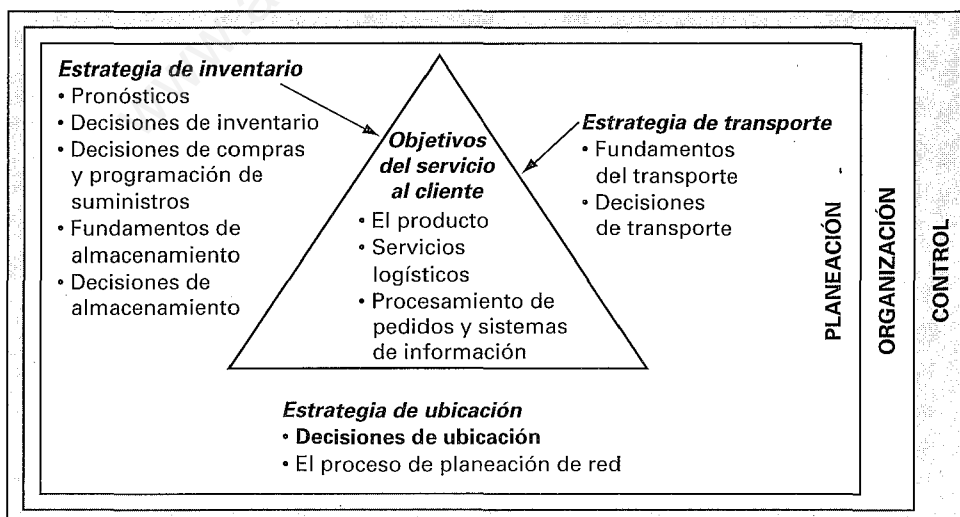 Estrategia de inventario
• Pronósticos
• Decisiones de inventario
• Decisiones de compras
y programación de
suministros
• Fundamentos de
almacenamiento
• Decisiones de
almacenamiento
Objetivos
del servicio
al cliente
• El producto
• Servicios
logísticos
• Procesamiento de
pedidos y sistemas
de información
Estrategia de transporte
• Fundamentos
del transporte
• Decisiones
de transporte
Estrategia de ubicación
• Decisiones de ubicación
• El proceso de planeación de red
PLANEACIÓN
ORGANIZACIÓN
CONTROL